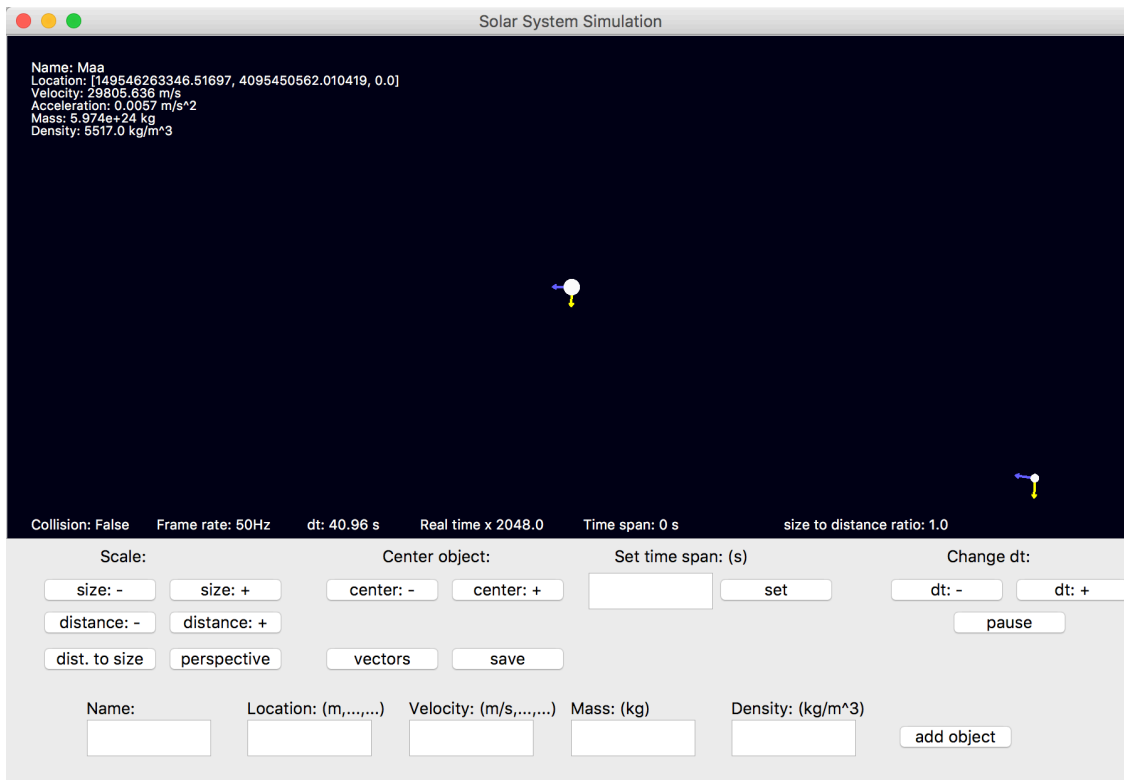 Solar System Simulation
Name: Maa
Location: [149546263346.51697, 4095450562.010419, 0.0]
Velocity: 29805.636 m/s
Acceleration: 0.0057 m/s^2
Mass: 5.974e+24 kg
Density: 5517.0 kg/m^3
Collision: False Frame rate: 50Hz dt: 40.96 s Real time x 2048.0 Time span: 0 s size to distance ratio: 1.0
Scale: Center object: Set time span: (s) Change dt:
size: - size: + center: - center: + set dt: - dt: +
distance: - distance: + pause
dist. to size perspective vectors save
Name: Location: (m,...,...) Velocity: (m/s,...,...) Mass: (kg) Density: (kg/m^3)
add object